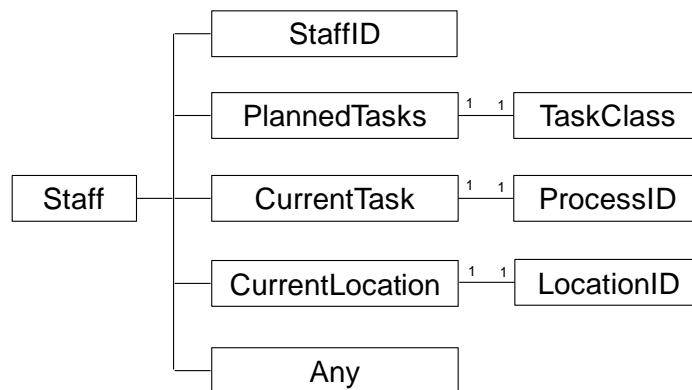 StaffID
PlannedTasks 1 1 TaskClass
Staff CurrentTask 1 1 ProcessID
CurrentLocation 1 1 LocationID
Any